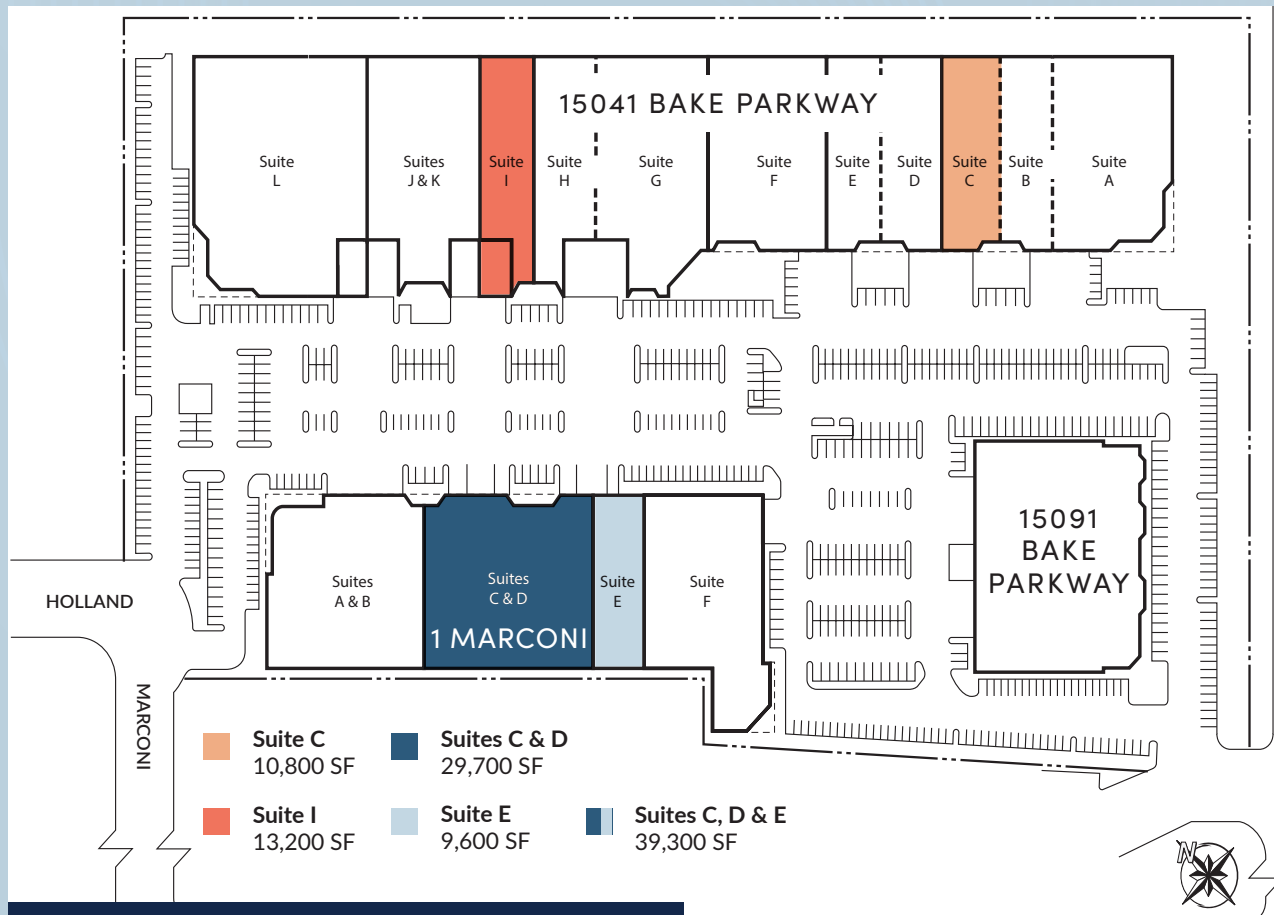 15041 BAKE PARKWAY
Suite
L
Suites
J & K
Suite
I
Suite
H
Suite
G
Suite
F
Suite
E
Suite
D
Suite
C
Suite
B
Suite
A
15091
BAKE
PARKWAY
Suites
A & B
Suites
C & D
Suite
E
Suite
F
1 MARCONI
HOLLAND
MARCONI
Suite C
10,800 SF
Suites C & D
29,700 SF
Suite I
13,200 SF
Suite E
9,600 SF
Suites C, D & E
39,300 SF
N